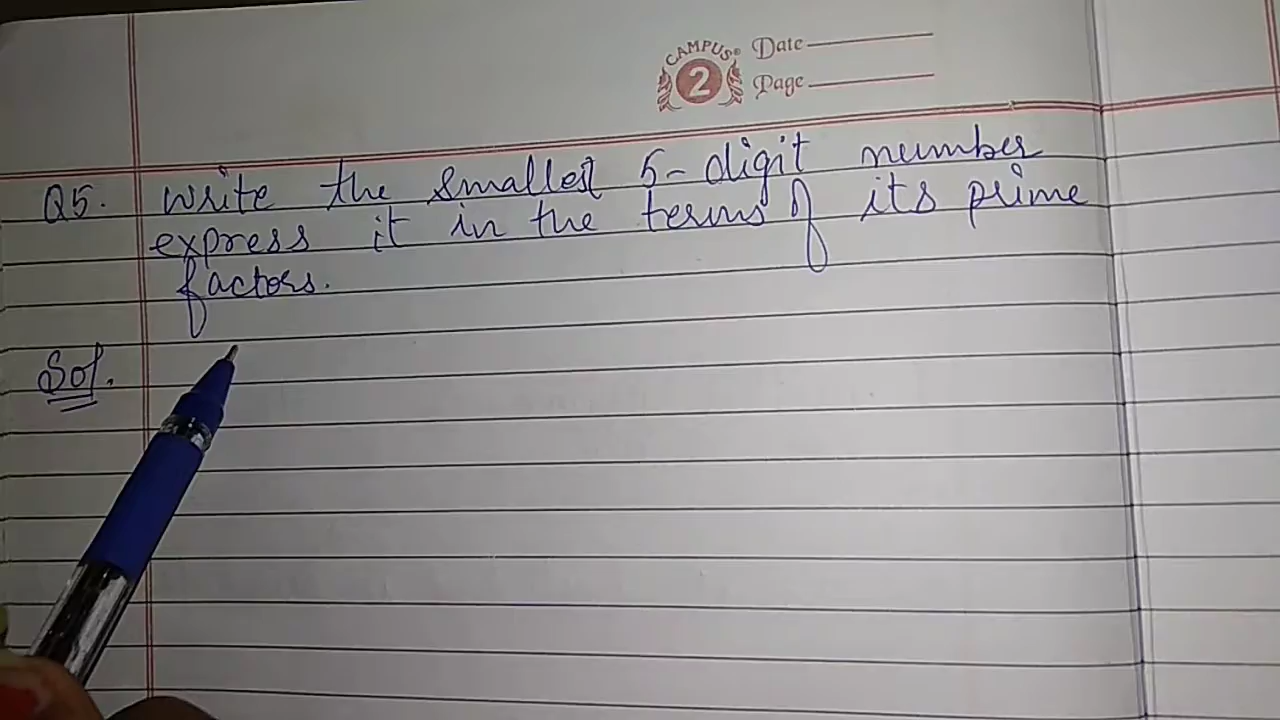 CAMPUS® Date
2 Page
Q5. Write the smallest 5-digit number
express it in the terms of its prime
factors.
Sol.